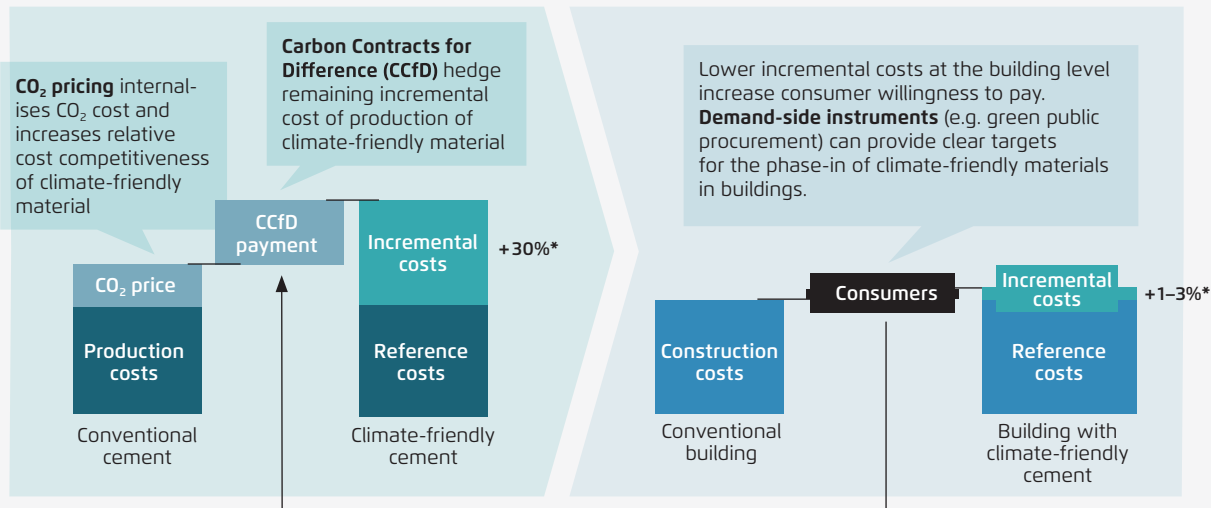 CO₂ pricing internal-
ises CO₂ cost and
increases relative
cost competitiveness
of climate-friendly
material
Carbon Contracts for
Difference (CCfD) hedge
remaining incremental
cost of production of
climate-friendly material
CO₂ price
Production
costs
Conventional
cement
CCfD
payment
Incremental
costs
+30%*
Reference
costs
Climate-friendly
cement
Lower incremental costs at the building level
increase consumer willingness to pay.
Demand-side instruments (e.g. green public
procurement) can provide clear targets
for the phase-in of climate-friendly materials
in buildings.
Construction
costs
Conventional
building
Consumers
Incremental
costs
+1–3%*
Reference
costs
Building with
climate-friendly
cement